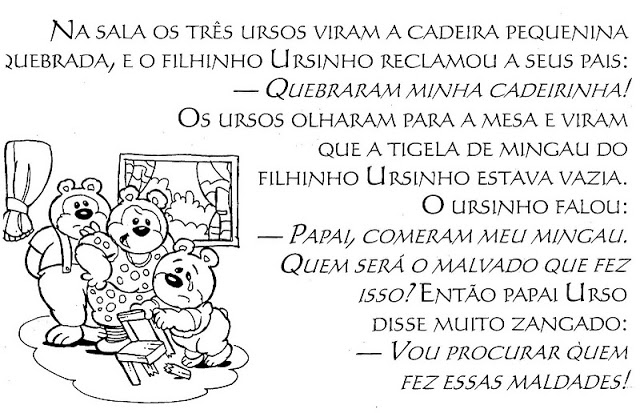 NA SALA OS TRÊS URSOS VIRAM A CADEIRA PEQUENINA
QUEBRADA, E O FILHINHO URSINHO RECLAMOU A SEUS PAIS:
— QUEBRARAM MINHA CADEIRINHA!
OS URSOS OLHARAM PARA A MESA E VIRAM
QUE A TIGELA DE MINGAU DO
FILHINHO URSINHO ESTAVA VAZIA.
O URSINHO FALOU:
— PAPAI, COMERAM MEU MINGAU.
QUEM SERÁ O MALVADO QUE FEZ
ISSO? ENTÃO PAPAI URSO
DISSE MUITO ZANGADO:
— VOU PROCURAR QUEM
FEZ ESSAS MALDADES!